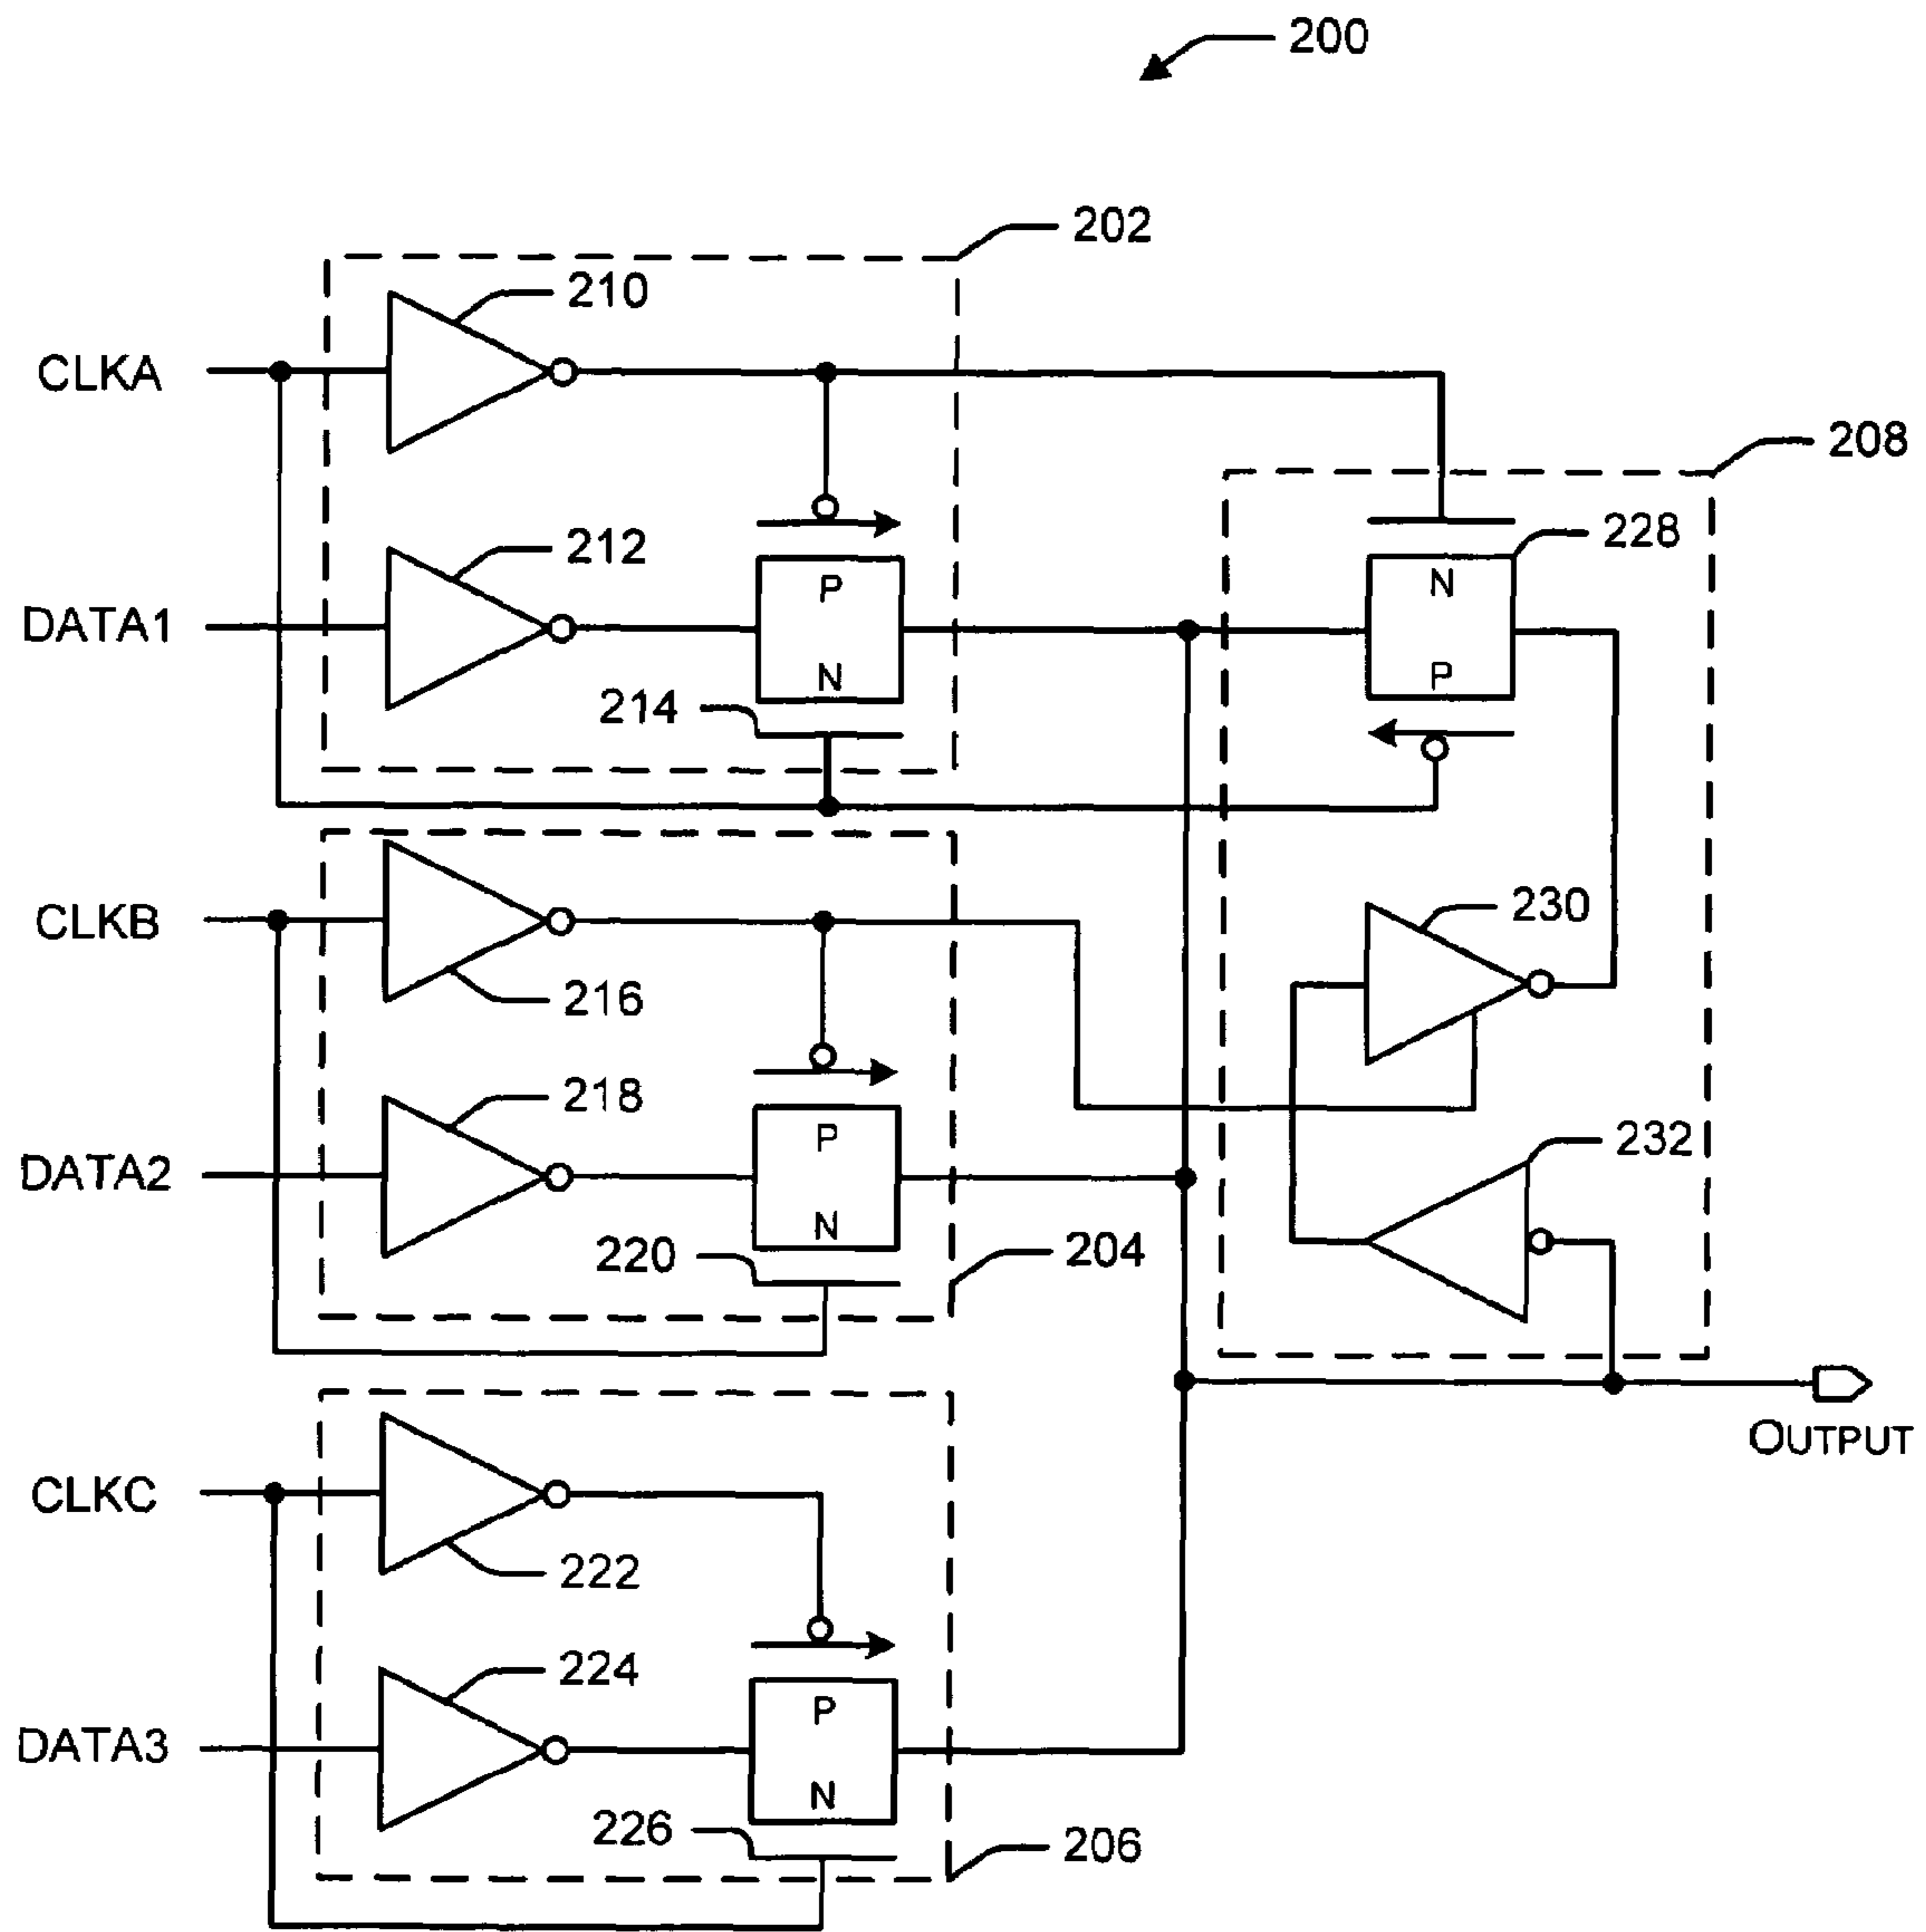 200
202
210
CLKA
208
212
228
DATA1
P
N
N
P
214
230
CLKB
216
218
232
DATA2
P
N
220
204
OUTPUT
CLKC
222
224
P
DATA3
N
226
206